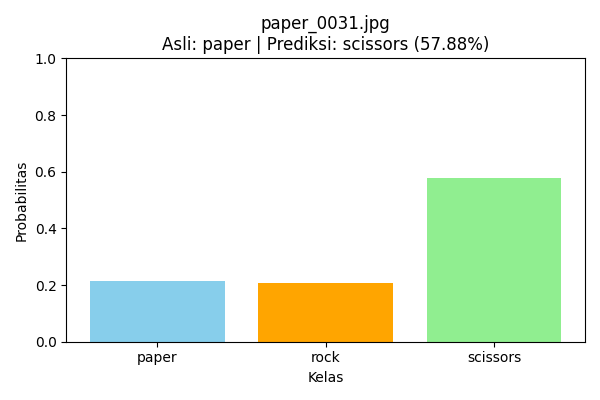 paper_0031.jpg
Asli: paper | Prediksi: scissors (57.88%)
1.0
0.8
0.6
0.4
0.2
0.0
Probabilitas
paper rock scissors
Kelas